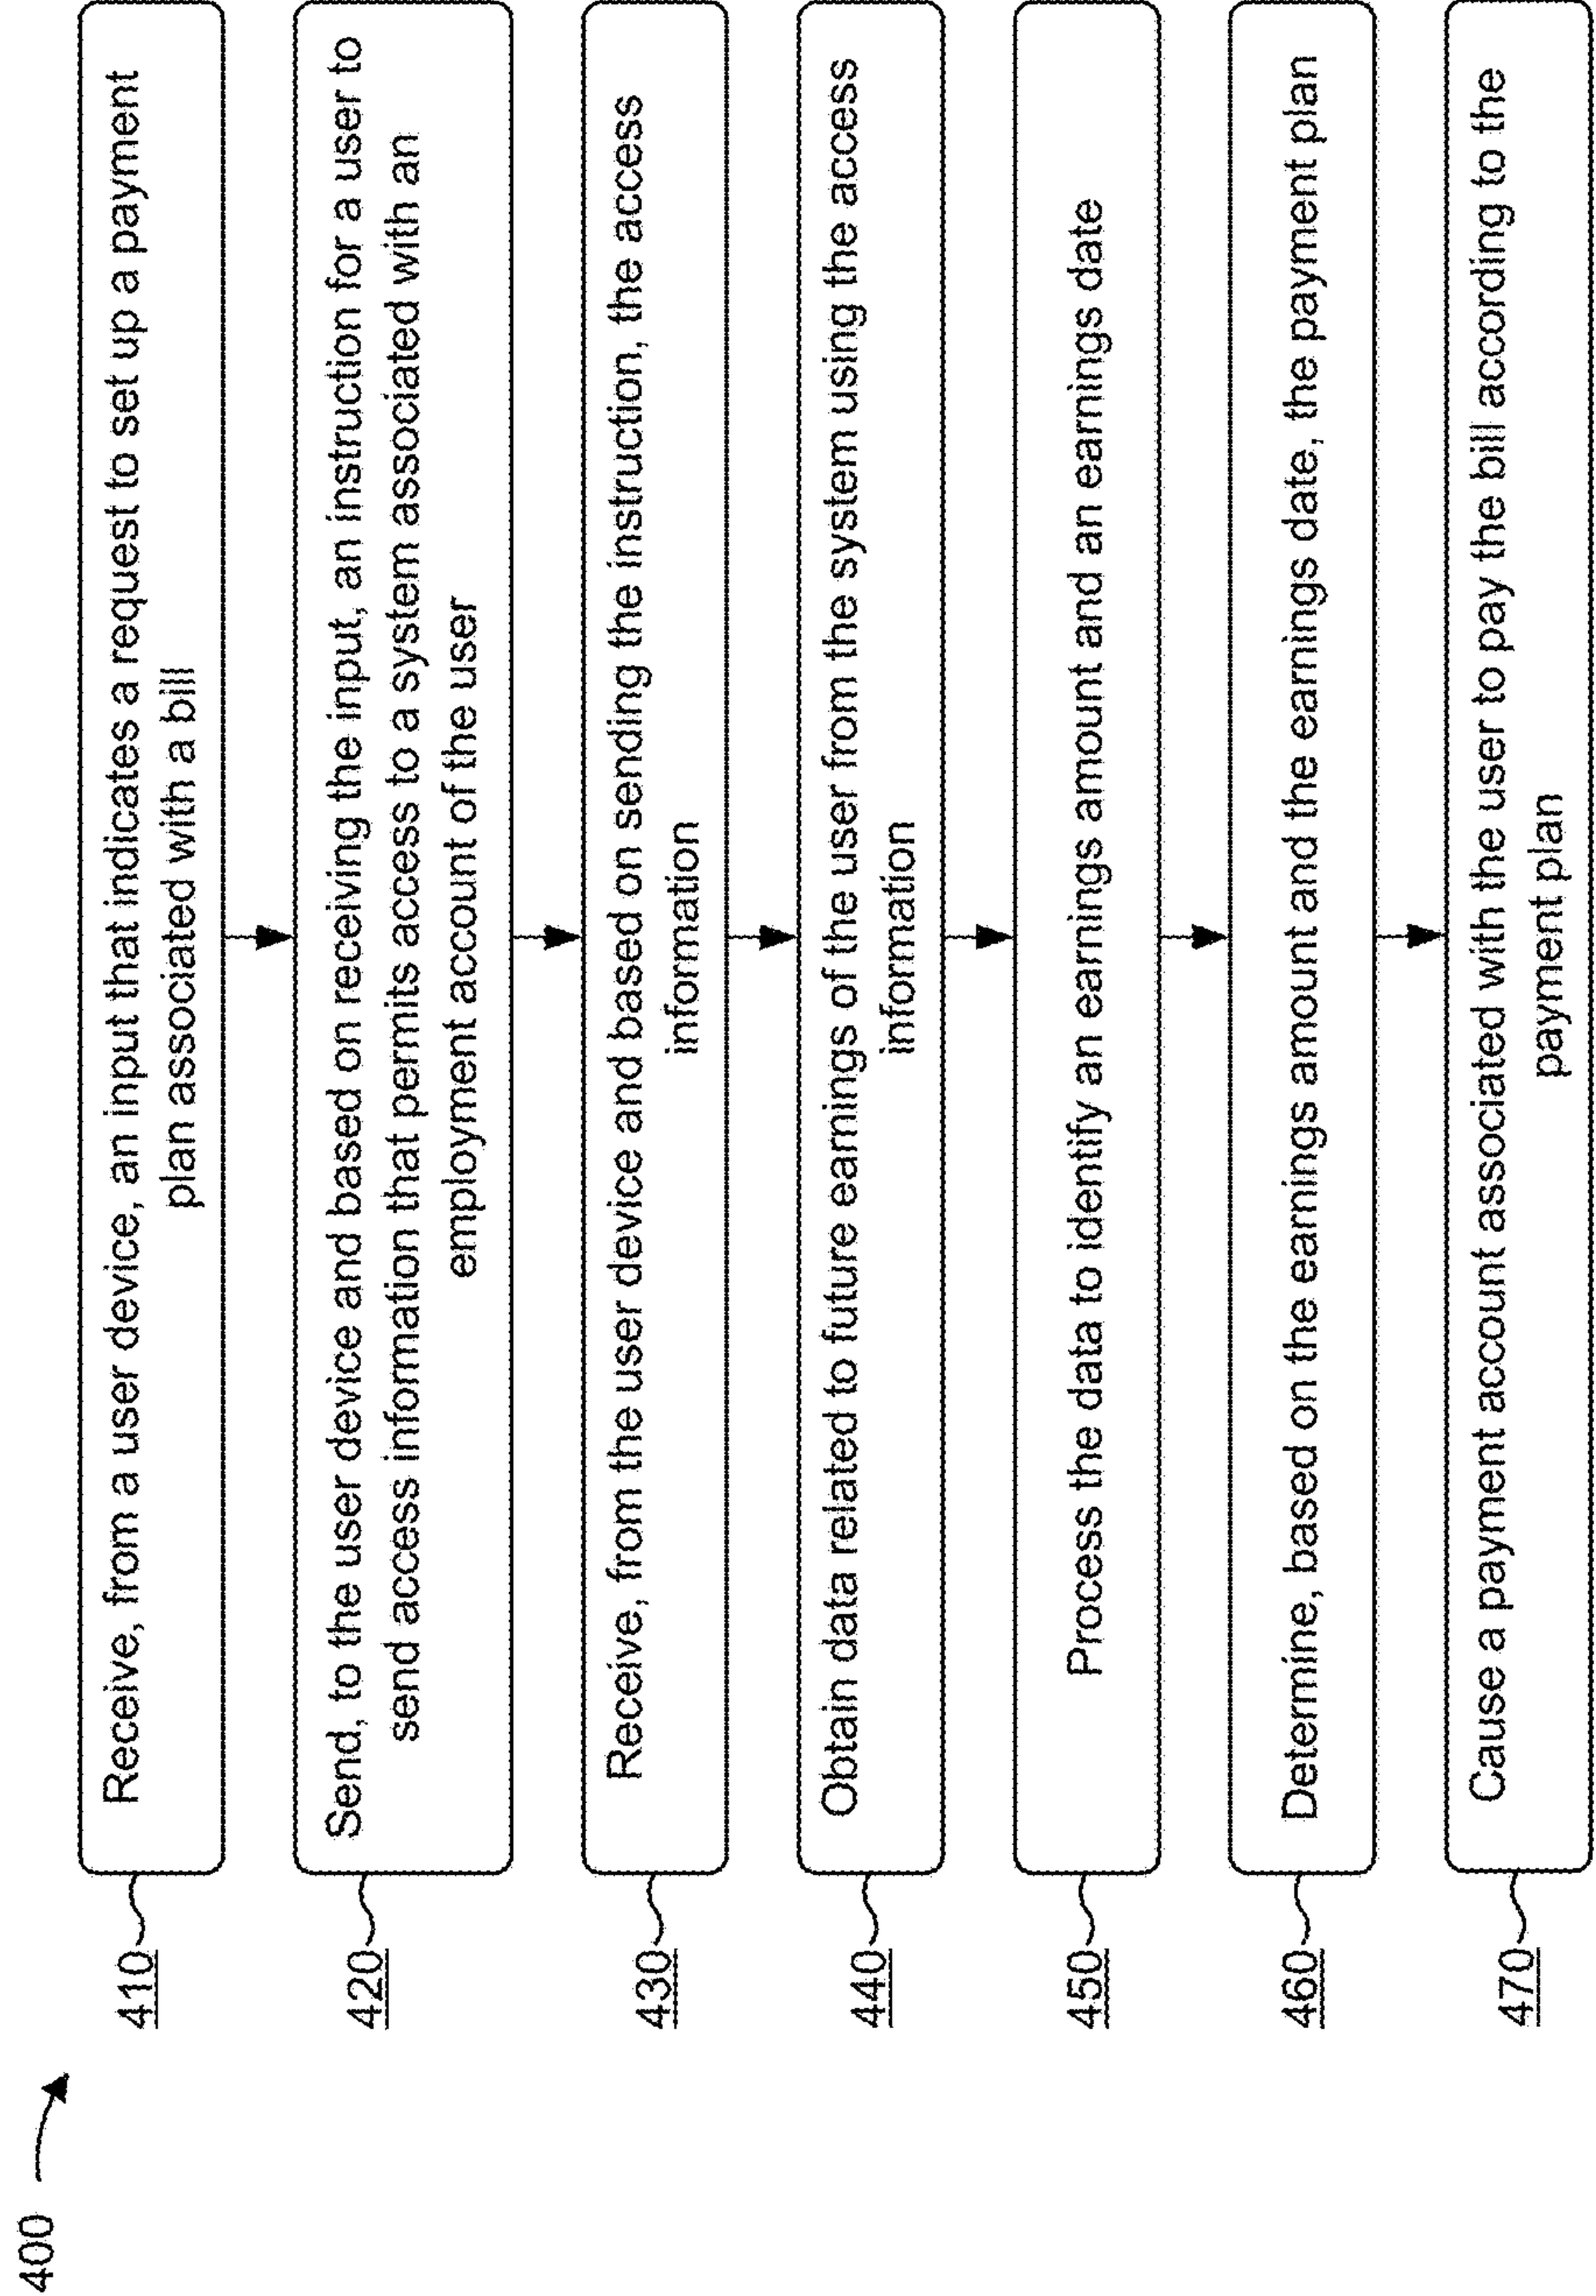 400
410
Receive, from a user device, an input that indicates a request to set up a payment
plan associated with a bill
420
Send, to the user device and based on receiving the input, an instruction for a user to
send access information that permits access to a system associated with an
employment account of the user
430
Receive, from the user device and based on sending the instruction, the access
information
440
Obtain data related to future earnings of the user from the system using the access
information
450
Process the data to identify an earnings amount and an earnings date
460
Determine, based on the earnings amount and the earnings date, the payment plan
470
Cause a payment account associated with the user to pay the bill according to the
payment plan